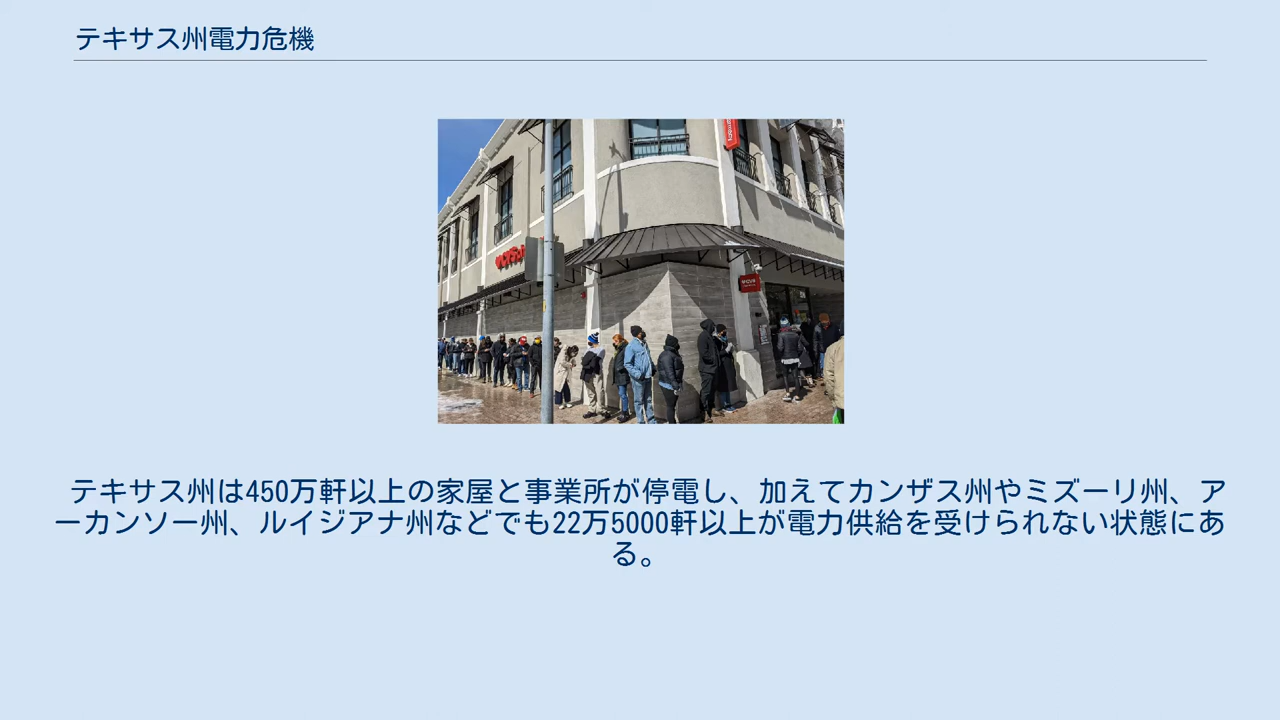 テキサス州電力危機
テキサス州は450万軒以上の家屋と事業所が停電し、加えてカンザス州やミズーリ州、ア
ーカンソー州、ルイジアナ州などでも22万5000軒以上が電力供給を受けられない状態にあ
る。